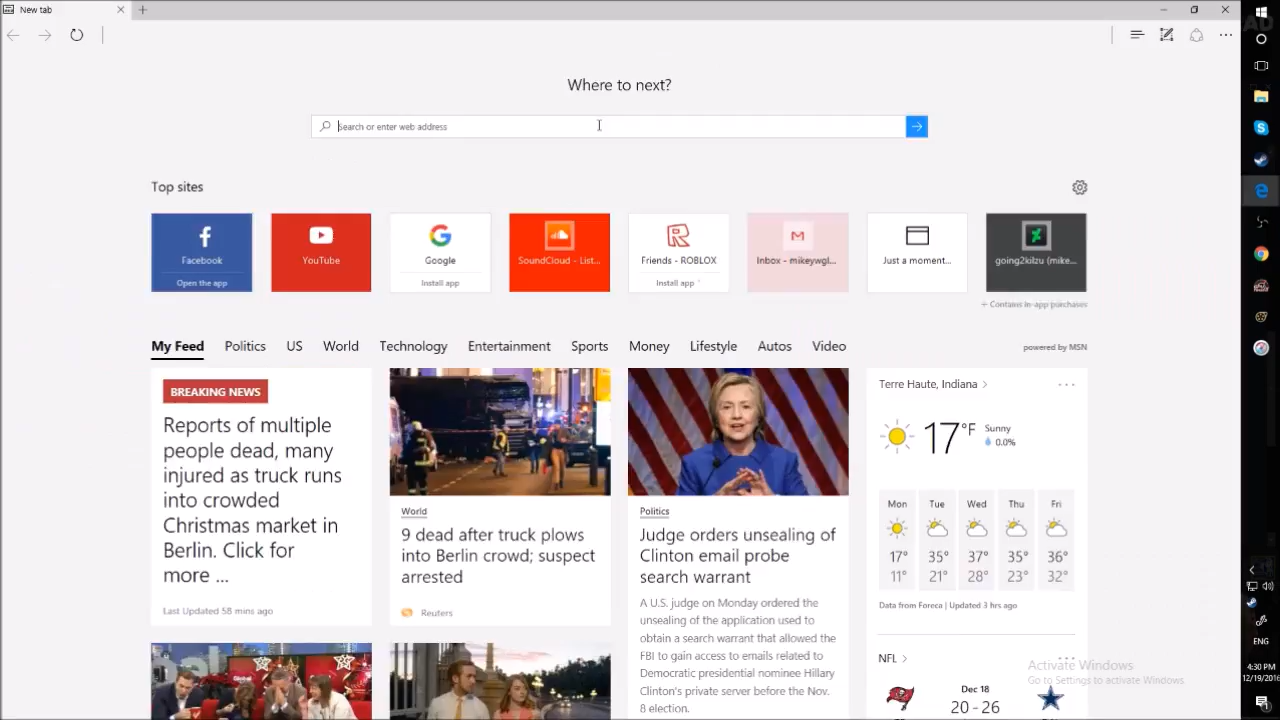 New tab
Where to next?
Search or enter web address
Top sites
Facebook
Open the app
YouTube
Google
Install app
SoundCloud - List...
Friends - ROBLOX
Install app
Inbox - mikeywgl...
Just a moment...
going2kilzu (mike...
+ Contains in-app purchases
My Feed
Politics
US
World
Technology
Entertainment
Sports
Money
Lifestyle
Autos
Video
powered by MSN
BREAKING NEWS
Reports of multiple
people dead, many
injured as truck runs
into crowded
Christmas market in
Berlin. Click for
more ...
Last Updated 58 mins ago
World
9 dead after truck plows
into Berlin crowd; suspect
arrested
Reuters
Politics
Judge orders unsealing of
Clinton email probe
search warrant
A U.S. judge on Monday ordered the
unsealing of the application used to
obtain a search warrant that allowed the
FBI to gain access to emails related to
Democratic presidential nominee Hillary
Clinton's private server before the Nov.
8 election.
Terre Haute, Indiana
17°F
Sunny
0.0%
Mon Tue Wed Thu Fri
17° 35° 37° 35° 36°
11° 21° 28° 23° 32°
Data from Foreca | Updated 3 hrs ago
NFL
Dec 18
20 - 26
Activate Windows
Go to Settings to activate Windows.
ENG
4:30 PM
12/19/2016